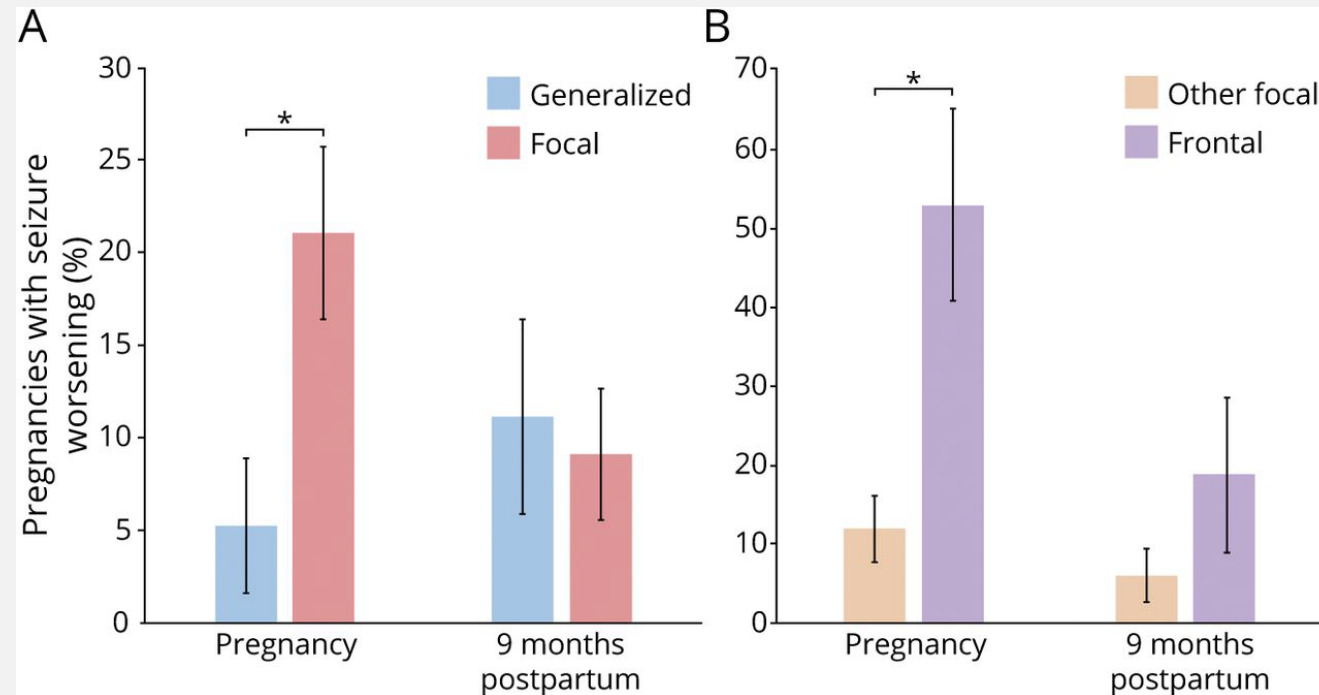 A
Pregnancies with seizure
worsening (%)
30
25
20
15
10
5
0
*
Generalized
Focal
Pregnancy
9 months
postpartum
B
70
60
50
40
30
20
10
0
*
Other focal
Frontal
Pregnancy
9 months
postpartum